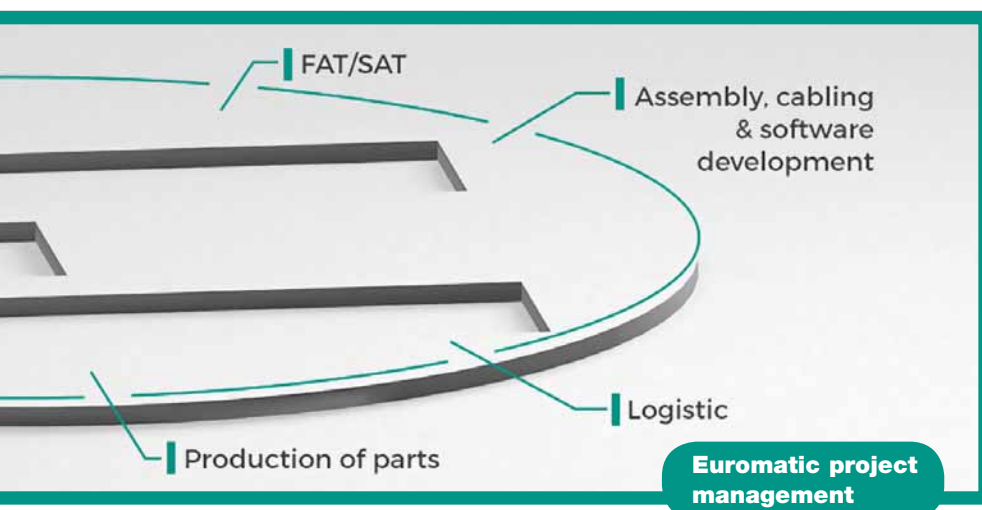 FAT/SAT
Assembly, cabling
& software
development
Logistic
Production of parts
Euromatic project
management